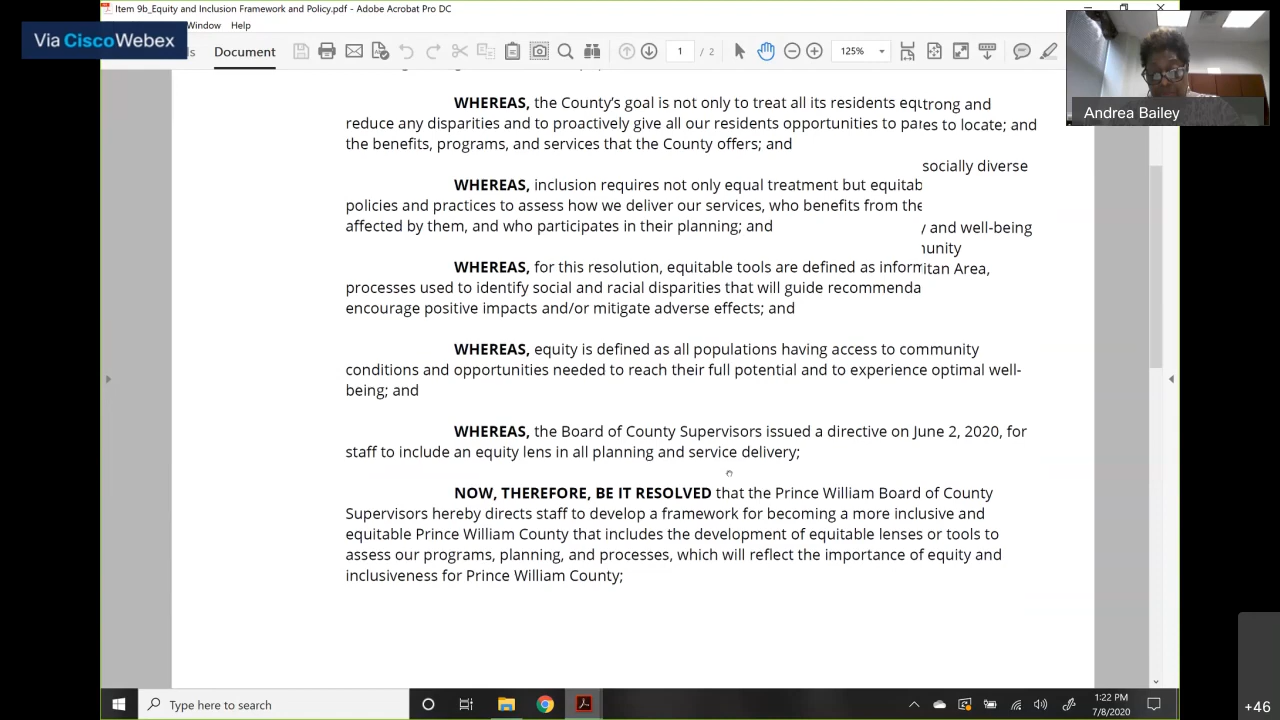 Item 9b_Equity and Inclusion Framework and Policy.pdf - Adobe Acrobat Pro DC
Window Help
Via Cisco Webex
Document
1 / 2
125%
Andrea Bailey
WHEREAS, the County's goal is not only to treat all its residents
trong and
reduce any disparities and to proactively give all our residents opportunities to
es to locate; and
the benefits, programs, and services that the County offers; and
socially diverse
WHEREAS, inclusion requires not only equal treatment but
policies and practices to assess how we deliver our services, who benefits from
affected by them, and who participates in their planning; and
and well-being
WHEREAS, for this resolution, equitable tools are defined as
itan Area,
processes used to identify social and racial disparities that will guide
encourage positive impacts and/or mitigate adverse effects; and
WHEREAS, equity is defined as all populations having access to community
conditions and opportunities needed to reach their full potential and to experience optimal well-
being; and
WHEREAS, the Board of County Supervisors issued a directive on June 2, 2020, for
staff to include an equity lens in all planning and service delivery;
NOW, THEREFORE, BE IT RESOLVED that the Prince William Board of County
Supervisors hereby directs staff to develop a framework for becoming a more inclusive and
equitable Prince William County that includes the development of equitable lenses or tools to
assess our programs, planning, and processes, which will reflect the importance of equity and
inclusiveness for Prince William County;
Type here to search
1:22 PM
7/8/2020
+46